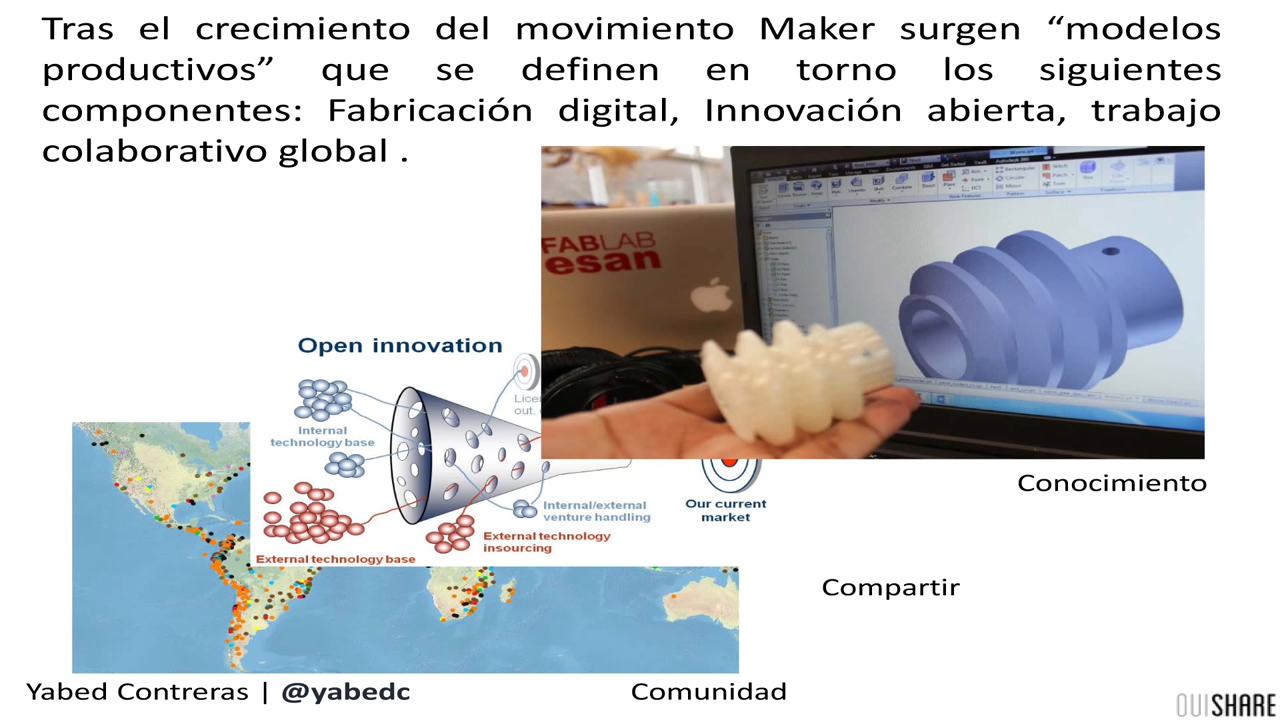 Tras el crecimiento del movimiento Maker surgen “modelos
productivos” que se definen en torno los siguientes
componentes: Fabricación digital, Innovación abierta, trabajo
colaborativo global .
FABLAB
esan
Open innovation
Internal
technology base
out,
Internal/external
venture handling
Our current
market
External technology
insourcing
External technology base
Conocimiento
Compartir
Comunidad
Yabed Contreras | @yabedc
OUISHARE